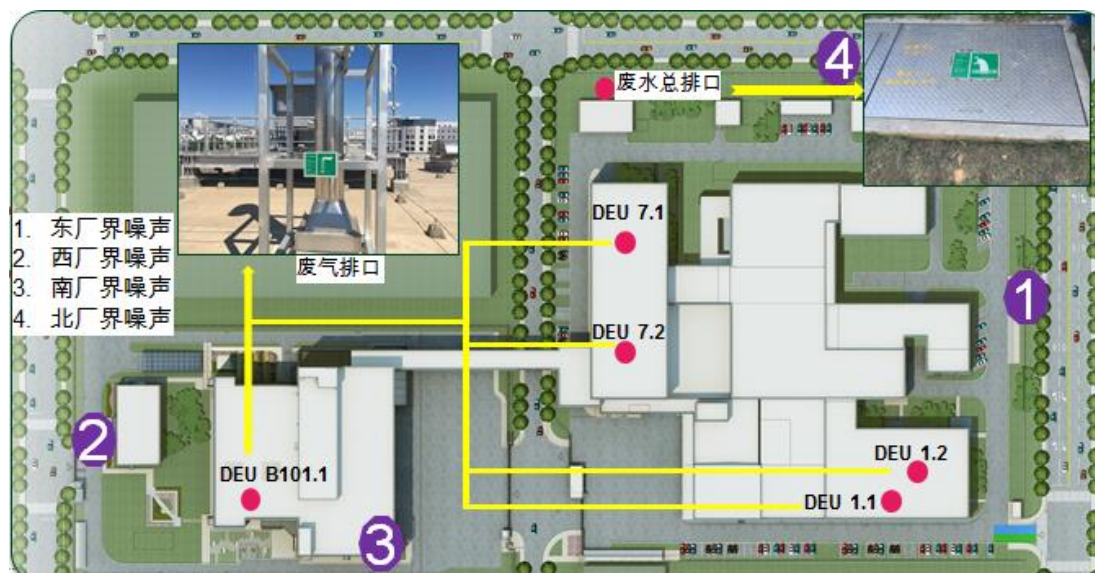 4
废水总排口
DEU 7.1
1. 东厂界噪声
2. 西厂界噪声
3. 南厂界噪声
4. 北厂界噪声
废气排口
1
DEU 7.2
2
DEU B101.1
DEU 1.2
DEU 1.1
3